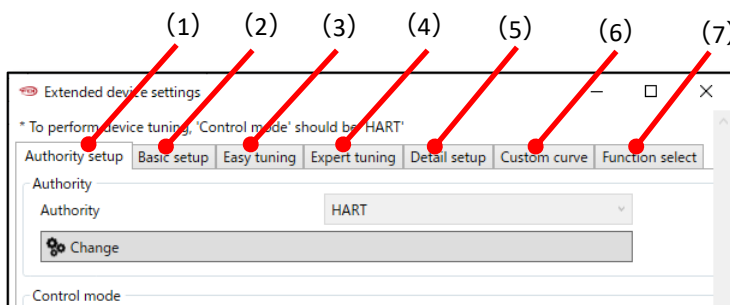 (1) (2) (3) (4) (5) (6) (7)
Extended device settings
* To perform device tuning, 'Control mode' should be 'HART'
Authority setup Basic setup Easy tuning Expert tuning Detail setup Custom curve Function select
Authority
Authority HART
Change
Control mode